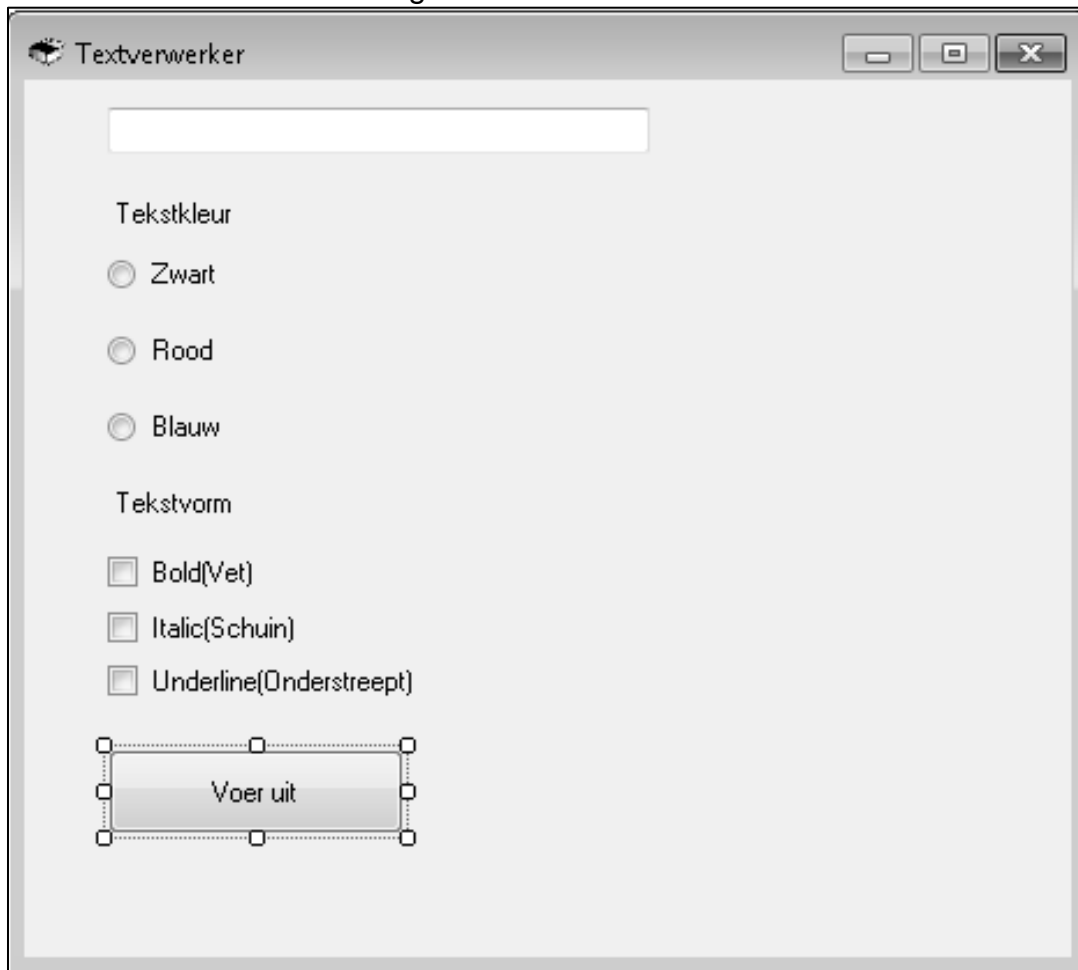 Textverwerker
Tekstkleur
Zwart
Rood
Blauw
Tekstvorm
Bold(Vet)
Italic(Schuin)
Underline(Onderstreept)
Voer uit